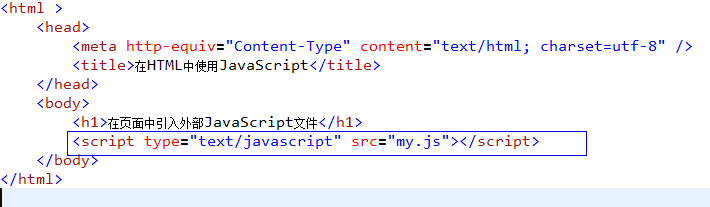 <html >
<head>
<meta http-equiv="Content-Type" content="text/html; charset=utf-8" />
<title>在HTML中使用JavaScript</title>
</head>
<body>
<h1>在页面中引入外部JavaScript文件</h1>
<script type="text/javascript" src="my.js"></script>
</body>
</html>